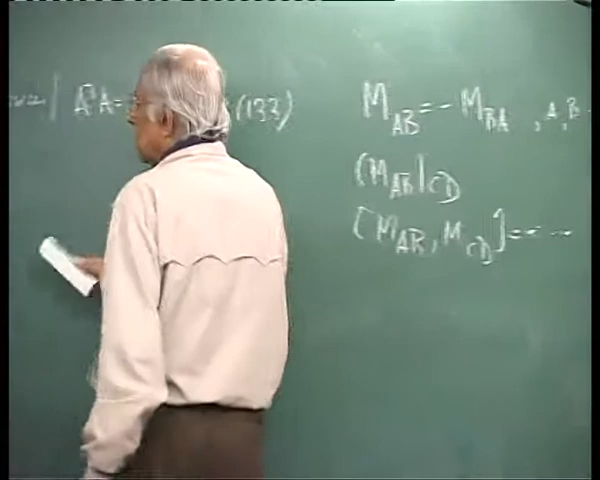 (133)
M_AB = - M_BA , A, B
(M_AB)_CD
[M_AB, M_CD] = ----